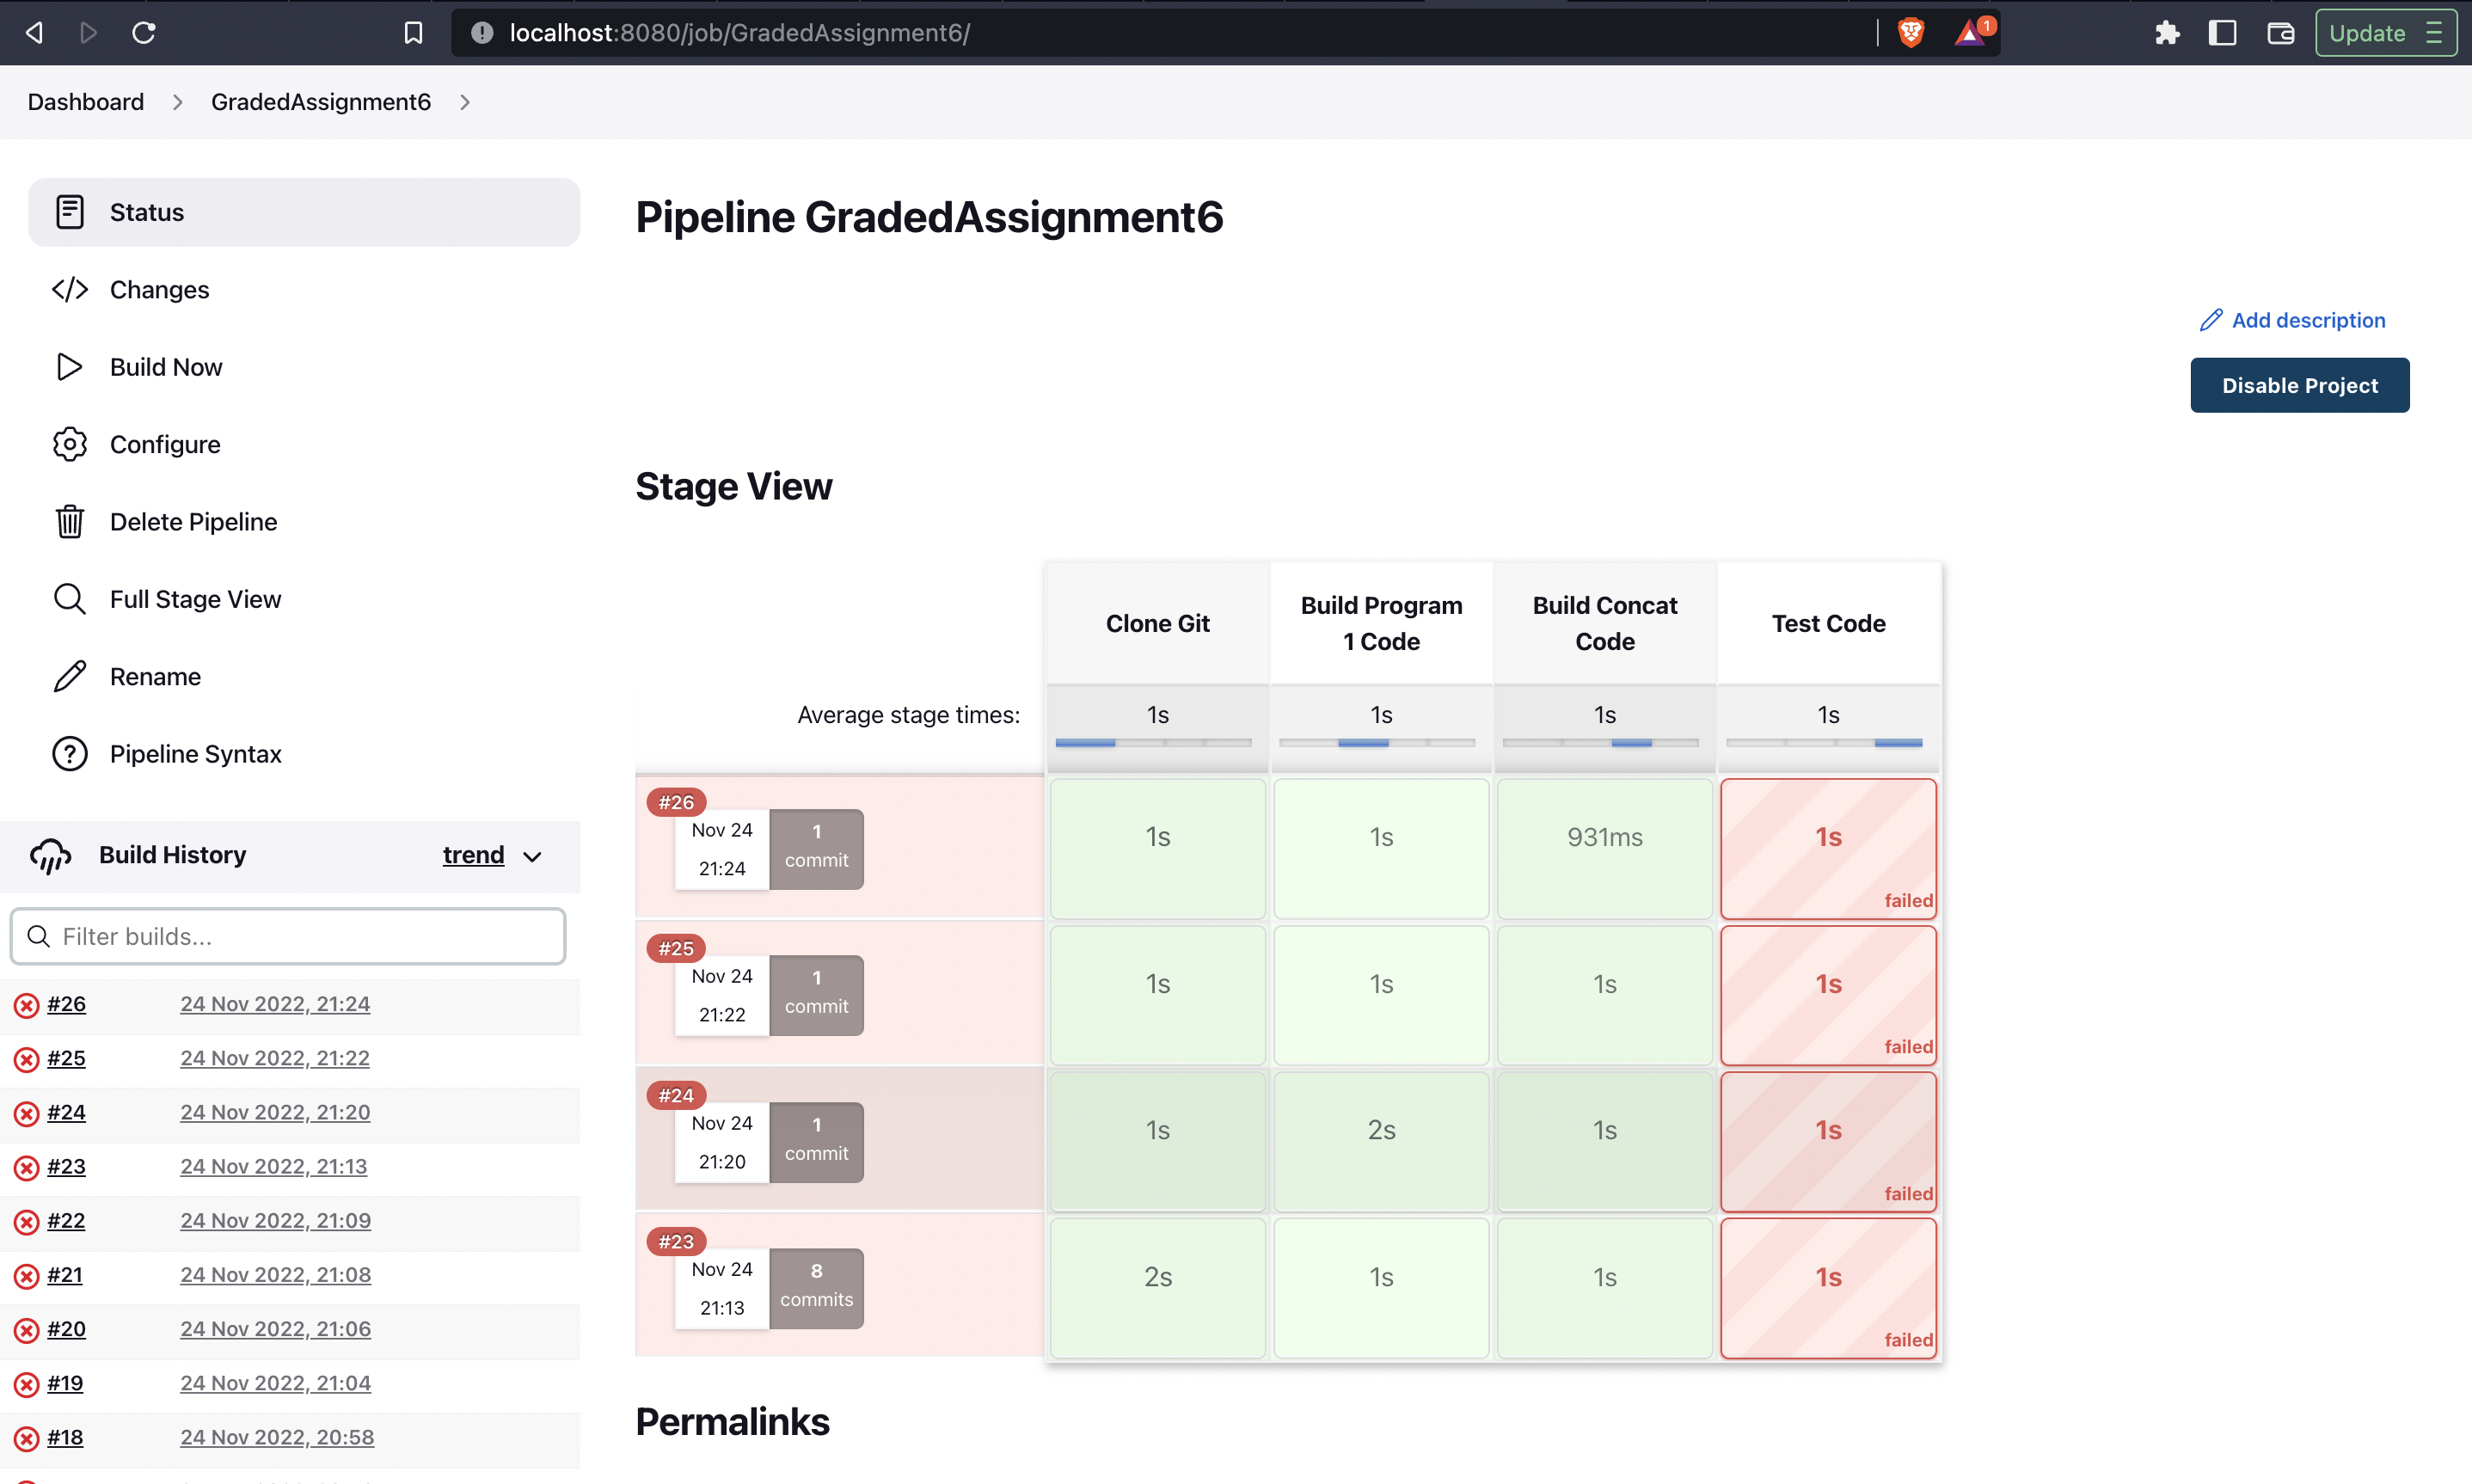 localhost:8080/job/GradedAssignment6/
1
Update
Dashboard
GradedAssignment6
Status
Changes
Build Now
Configure
Delete Pipeline
Full Stage View
Rename
Pipeline Syntax
Build History
trend
Filter builds...
#26 24 Nov 2022, 21:24
#25 24 Nov 2022, 21:22
#24 24 Nov 2022, 21:20
#23 24 Nov 2022, 21:13
#22 24 Nov 2022, 21:09
#21 24 Nov 2022, 21:08
#20 24 Nov 2022, 21:06
#19 24 Nov 2022, 21:04
#18 24 Nov 2022, 20:58
Pipeline GradedAssignment6
Add description
Disable Project
Stage View
Clone Git
Build Program
1 Code
Build Concat
Code
Test Code
Average stage times:
1s 1s 1s 1s
#26
Nov 24
21:24
1
commit
1s 1s 931ms 1s
failed
#25
Nov 24
21:22
1
commit
1s 1s 1s 1s
failed
#24
Nov 24
21:20
1
commit
1s 2s 1s 1s
failed
#23
Nov 24
21:13
8
commits
2s 1s 1s 1s
failed
Permalinks